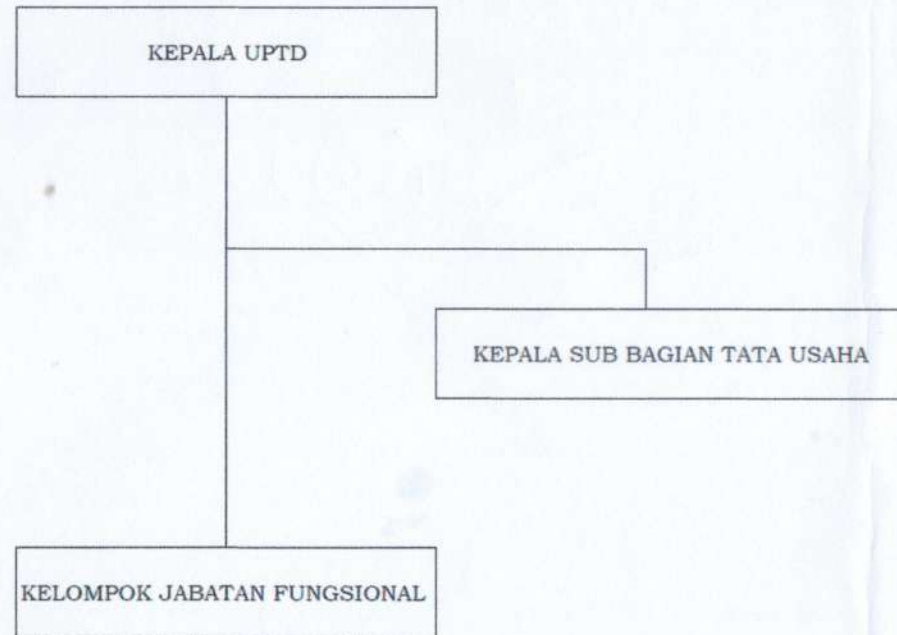 KEPALA UPTD
KEPALA SUB BAGIAN TATA USAHA
KELOMPOK JABATAN FUNGSIONAL